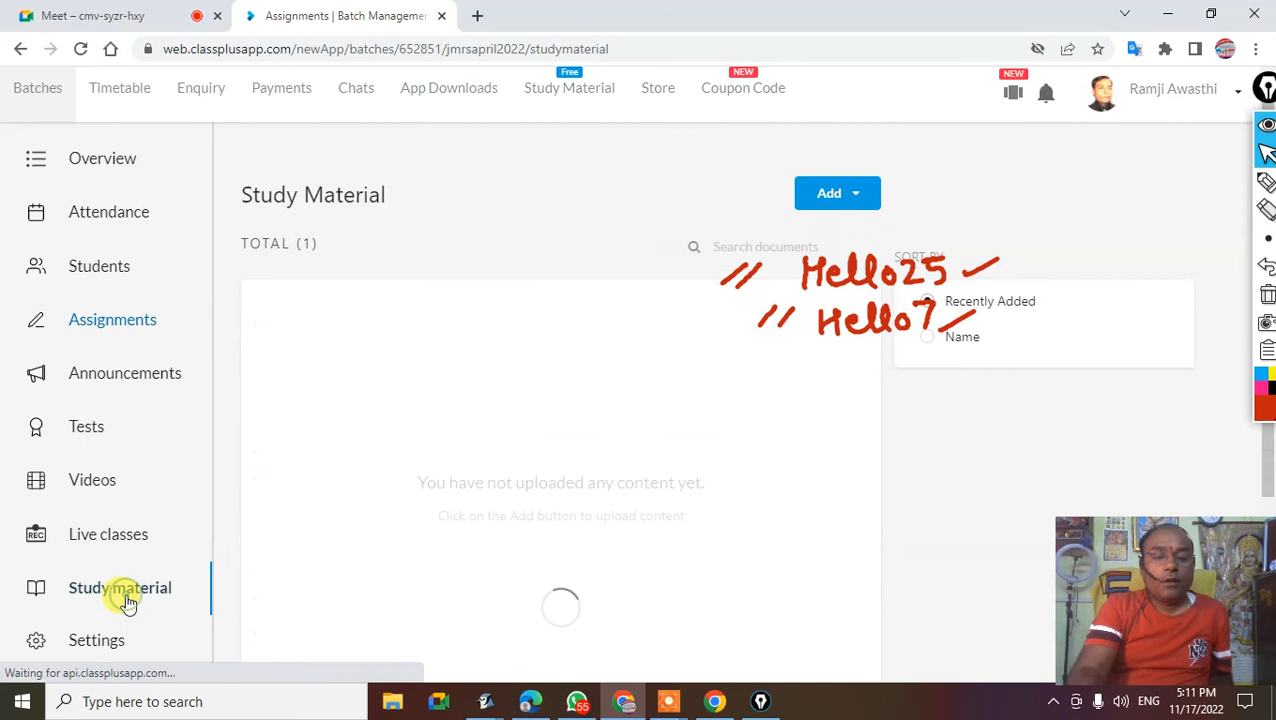 Meet – cmv-syzr-hxy
Assignments | Batch Manageme
web.classplusapp.com/newApp/batches/652851/jmrsapril2022/studymaterial
Free
NEW
NEW
Batches Timetable Enquiry Payments Chats App Downloads Study Material Store Coupon Code Ramji Awasthi
Overview
Attendance
Students
Assignments
Announcements
Tests
Videos
Live classes
Study material
Settings
Study Material
Add
TOTAL (1)
Search documents
SORT BY
// Hello25
// Hello7
Recently Added
Name
You have not uploaded any content yet.
Click on the Add button to upload content
REC
Waiting for api.classplusapp.com...
Type here to search
55
ENG
5:11 PM
11/17/2022